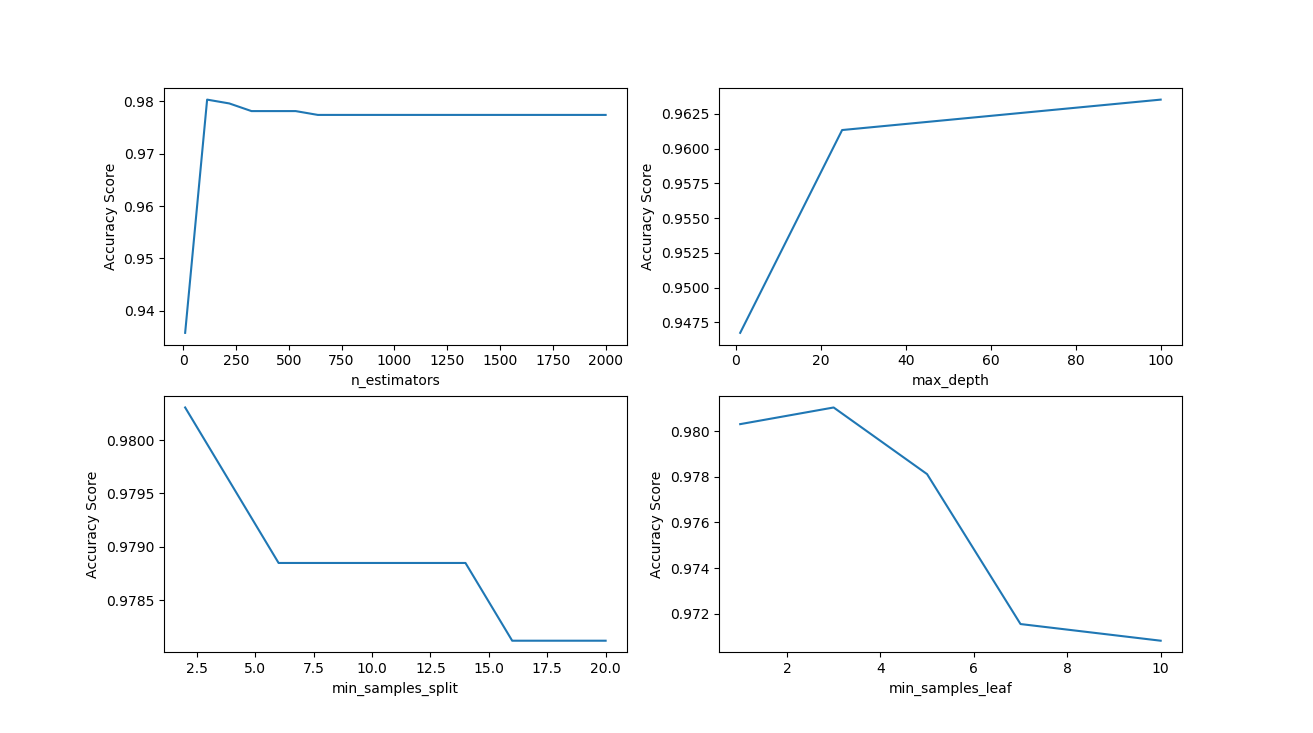 0.98
0.97
0.96
0.95
0.94
Accuracy Score
0 250 500 750 1000 1250 1500 1750 2000
n_estimators
0.9625
0.9600
0.9575
0.9550
0.9525
0.9500
0.9475
Accuracy Score
0 20 40 60 80 100
max_depth
0.9800
0.9795
0.9790
0.9785
Accuracy Score
2.5 5.0 7.5 10.0 12.5 15.0 17.5 20.0
min_samples_split
0.980
0.978
0.976
0.974
0.972
Accuracy Score
2 4 6 8 10
min_samples_leaf